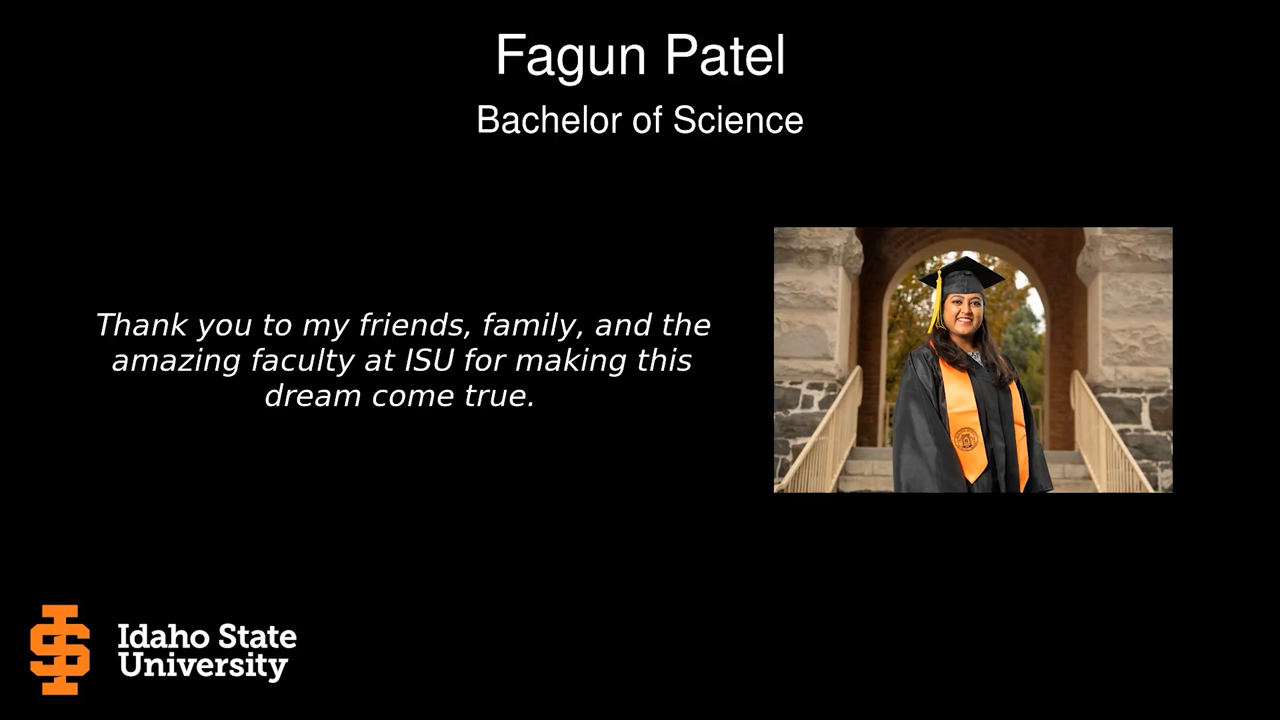 Fagun Patel
Bachelor of Science
Thank you to my friends, family, and the
amazing faculty at ISU for making this
dream come true.
Idaho State
University